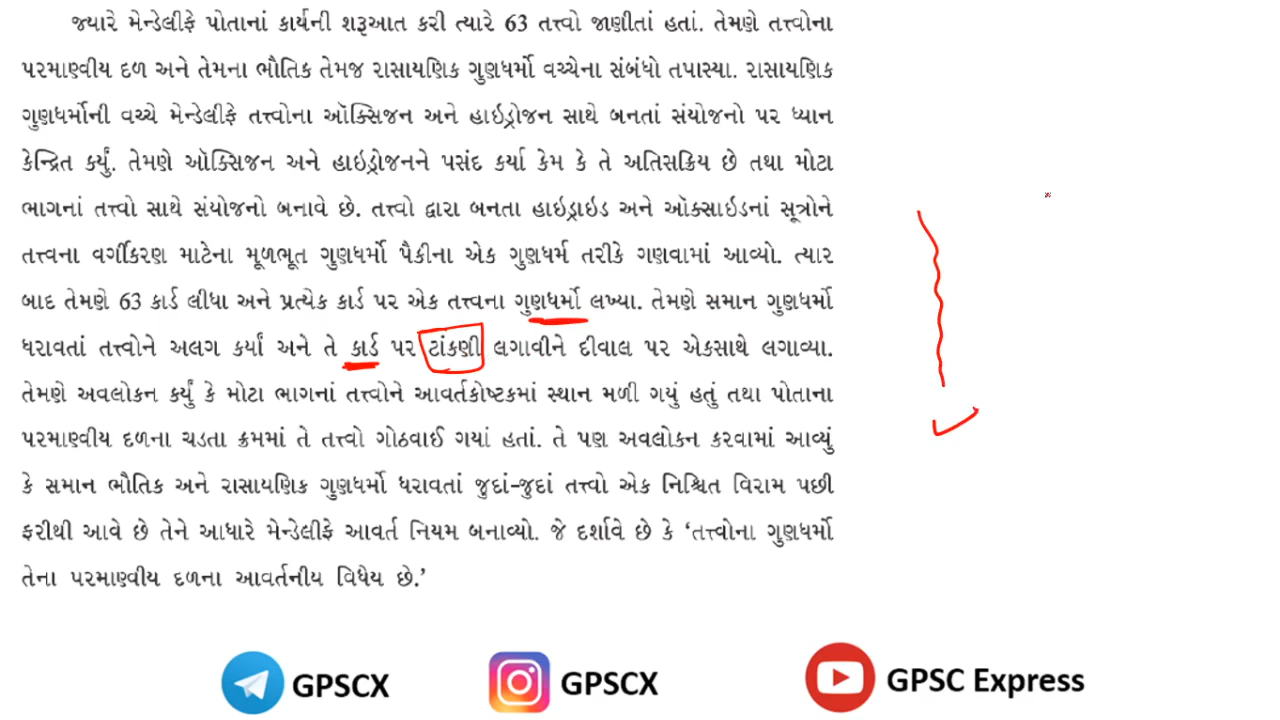 જ્યારે મેન્ડેલીફે પોતાનાં કાર્યની શરૂઆત કરી ત્યારે 63 તત્ત્વો જાણીતાં હતાં. તેમણે તત્ત્વોના
પરમાણ્વીય દળ અને તેમના ભૌતિક તેમજ રાસાયણિક ગુણધર્મો વચ્ચેના સંબંધો તપાસ્યા. રાસાયણિક
ગુણધર્મોની વચ્ચે મેન્ડેલીફે તત્ત્વોના ઑક્સિજન અને હાઇડ્રોજન સાથે બનતાં સંયોજનો પર ધ્યાન
કેન્દ્રિત કર્યું. તેમણે ઑક્સિજન અને હાઇડ્રોજનને પસંદ કર્યા કેમ કે તે અતિસક્રિય છે તથા મોટા
ભાગનાં તત્ત્વો સાથે સંયોજનો બનાવે છે. તત્ત્વો દ્વારા બનતા હાઇડ્રાઇડ અને ઑક્સાઇડનાં સૂત્રોને
તત્ત્વના વર્ગીકરણ માટેના મૂળભૂત ગુણધર્મો પૈકીના એક ગુણધર્મ તરીકે ગણવામાં આવ્યો. ત્યાર
બાદ તેમણે 63 કાર્ડ લીધા અને પ્રત્યેક કાર્ડ પર એક તત્ત્વના ગુણધર્મો લખ્યા. તેમણે સમાન ગુણધર્મો
ધરાવતાં તત્ત્વોને અલગ કર્યાં અને તે કાર્ડ પર ટાંકણી લગાવીને દીવાલ પર એકસાથે લગાવ્યા.
તેમણે અવલોકન કર્યું કે મોટા ભાગનાં તત્ત્વોને આવર્તકોષ્ટકમાં સ્થાન મળી ગયું હતું તથા પોતાના
પરમાણ્વીય દળના ચડતા ક્રમમાં તે તત્ત્વો ગોઠવાઈ ગયાં હતાં. તે પણ અવલોકન કરવામાં આવ્યું
કે સમાન ભૌતિક અને રાસાયણિક ગુણધર્મો ધરાવતાં જુદાં-જુદાં તત્ત્વો એક નિશ્ચિત વિરામ પછી
ફરીથી આવે છે તેને આધારે મેન્ડેલીફે આવર્ત નિયમ બનાવ્યો. જે દર્શાવે છે કે ‘તત્ત્વોના ગુણધર્મો
તેના પરમાણ્વીય દળના આવર્તનીય વિધેય છે.’
GPSCX GPSCX GPSC Express